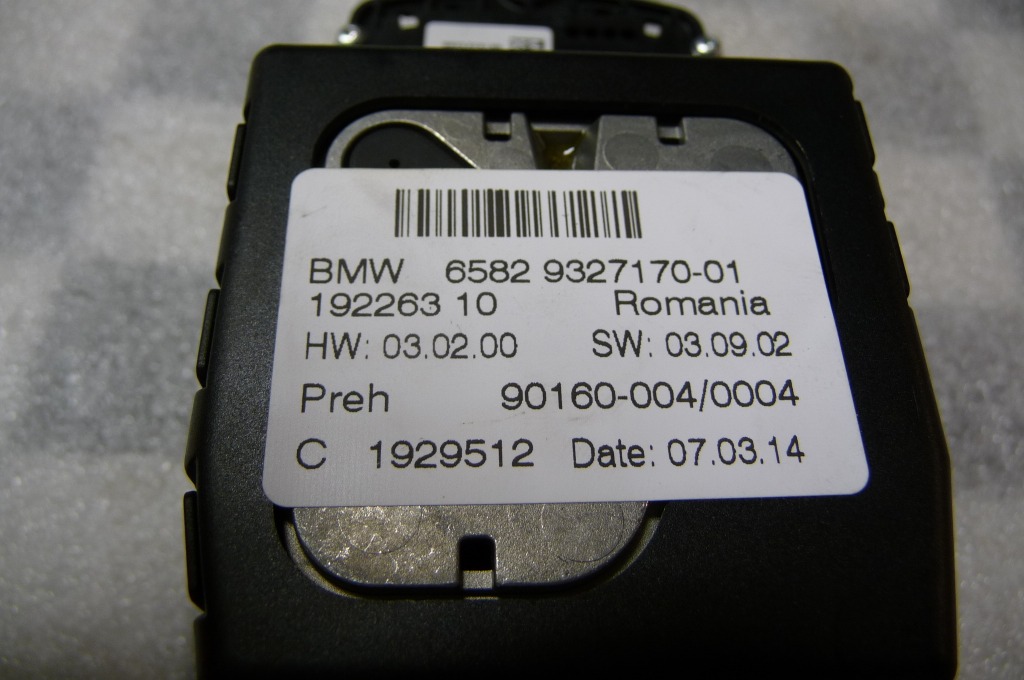 BMW 6582 9327170-01
192263 10 Romania
HW: 03.02.00 SW: 03.09.02
Preh 90160-004/0004
C 1929512 Date: 07.03.14